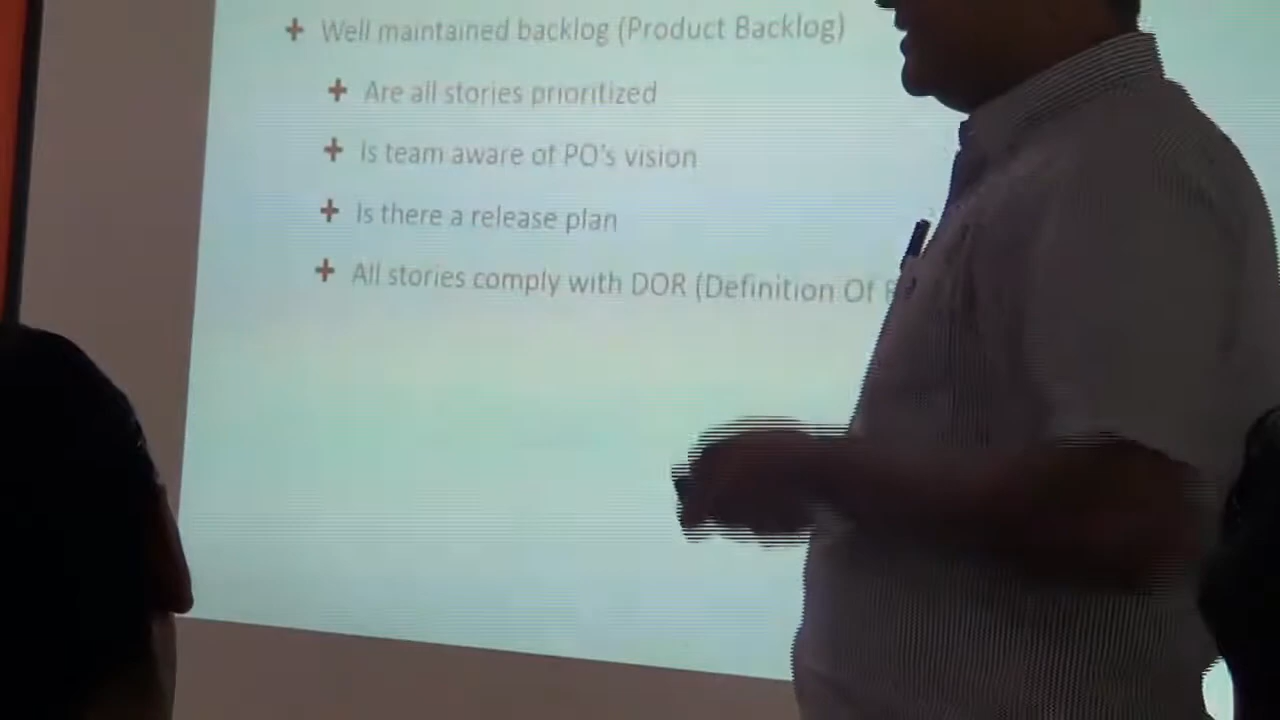 Well maintained backlog (Product Backlog)
Are all stories prioritized
Is team aware of PO's vision
Is there a release plan
All stories comply with DOR (Definition Of